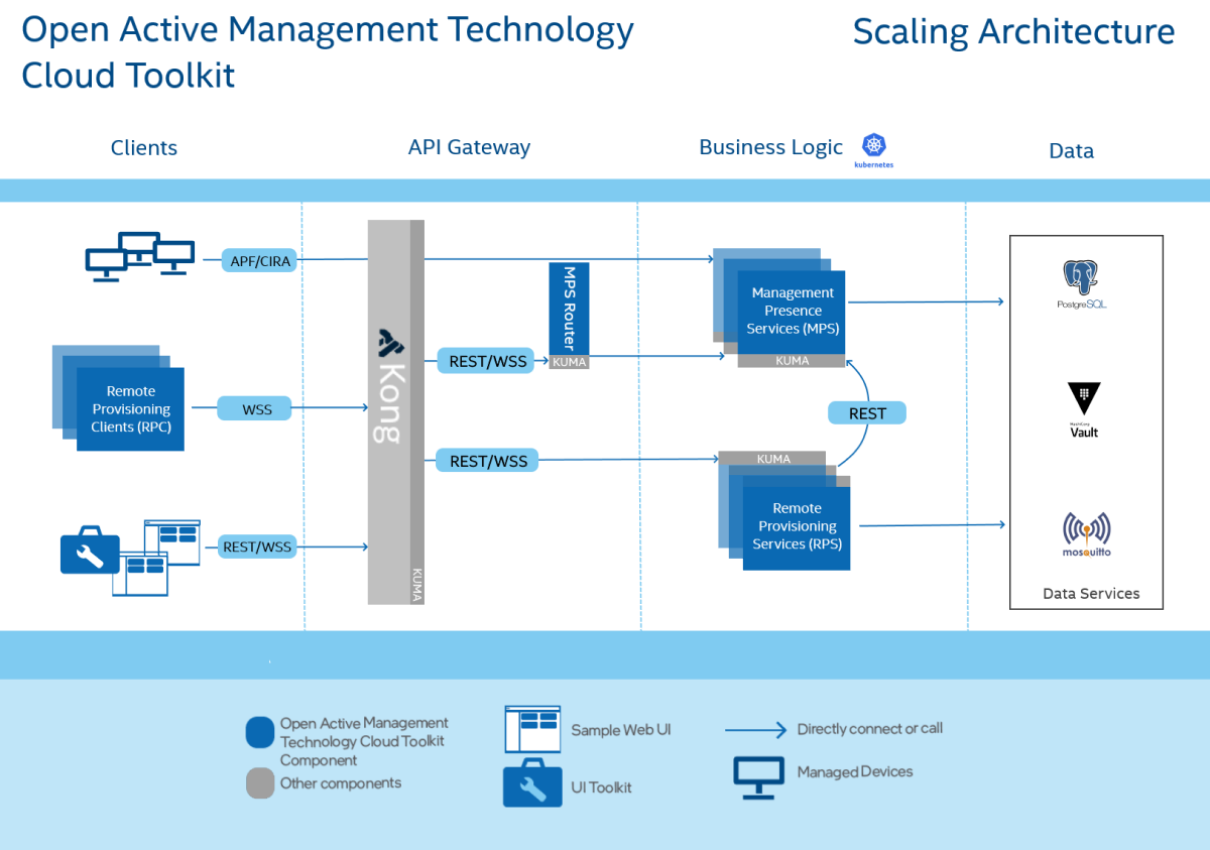 Open Active Management Technology
Cloud Toolkit
Scaling Architecture
Clients
API Gateway
Business Logic
kubernetes
Data
APF/CIRA
MPS Router
KUMA
Management
Presence
Services (MPS)
KUMA
PostgreSQL
Kong
KUMA
REST/WSS
Remote
Provisioning
Clients (RPC)
WSS
REST
HashiCorp
Vault
REST/WSS
KUMA
Remote
Provisioning
Services (RPS)
REST/WSS
mosquitto
Data Services
Open Active Management
Technology Cloud Toolkit
Component
Other components
Sample Web UI
UI Toolkit
Directly connect or call
Managed Devices